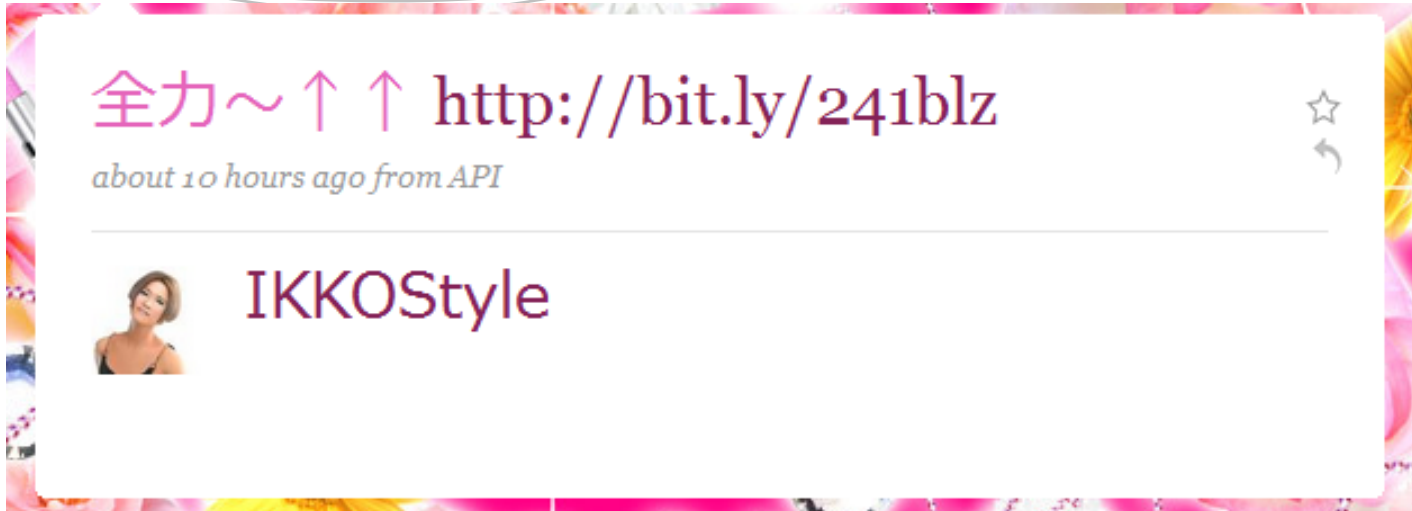 全力～↑↑ http://bit.ly/241blz
about 10 hours ago from API
IKKOStyle